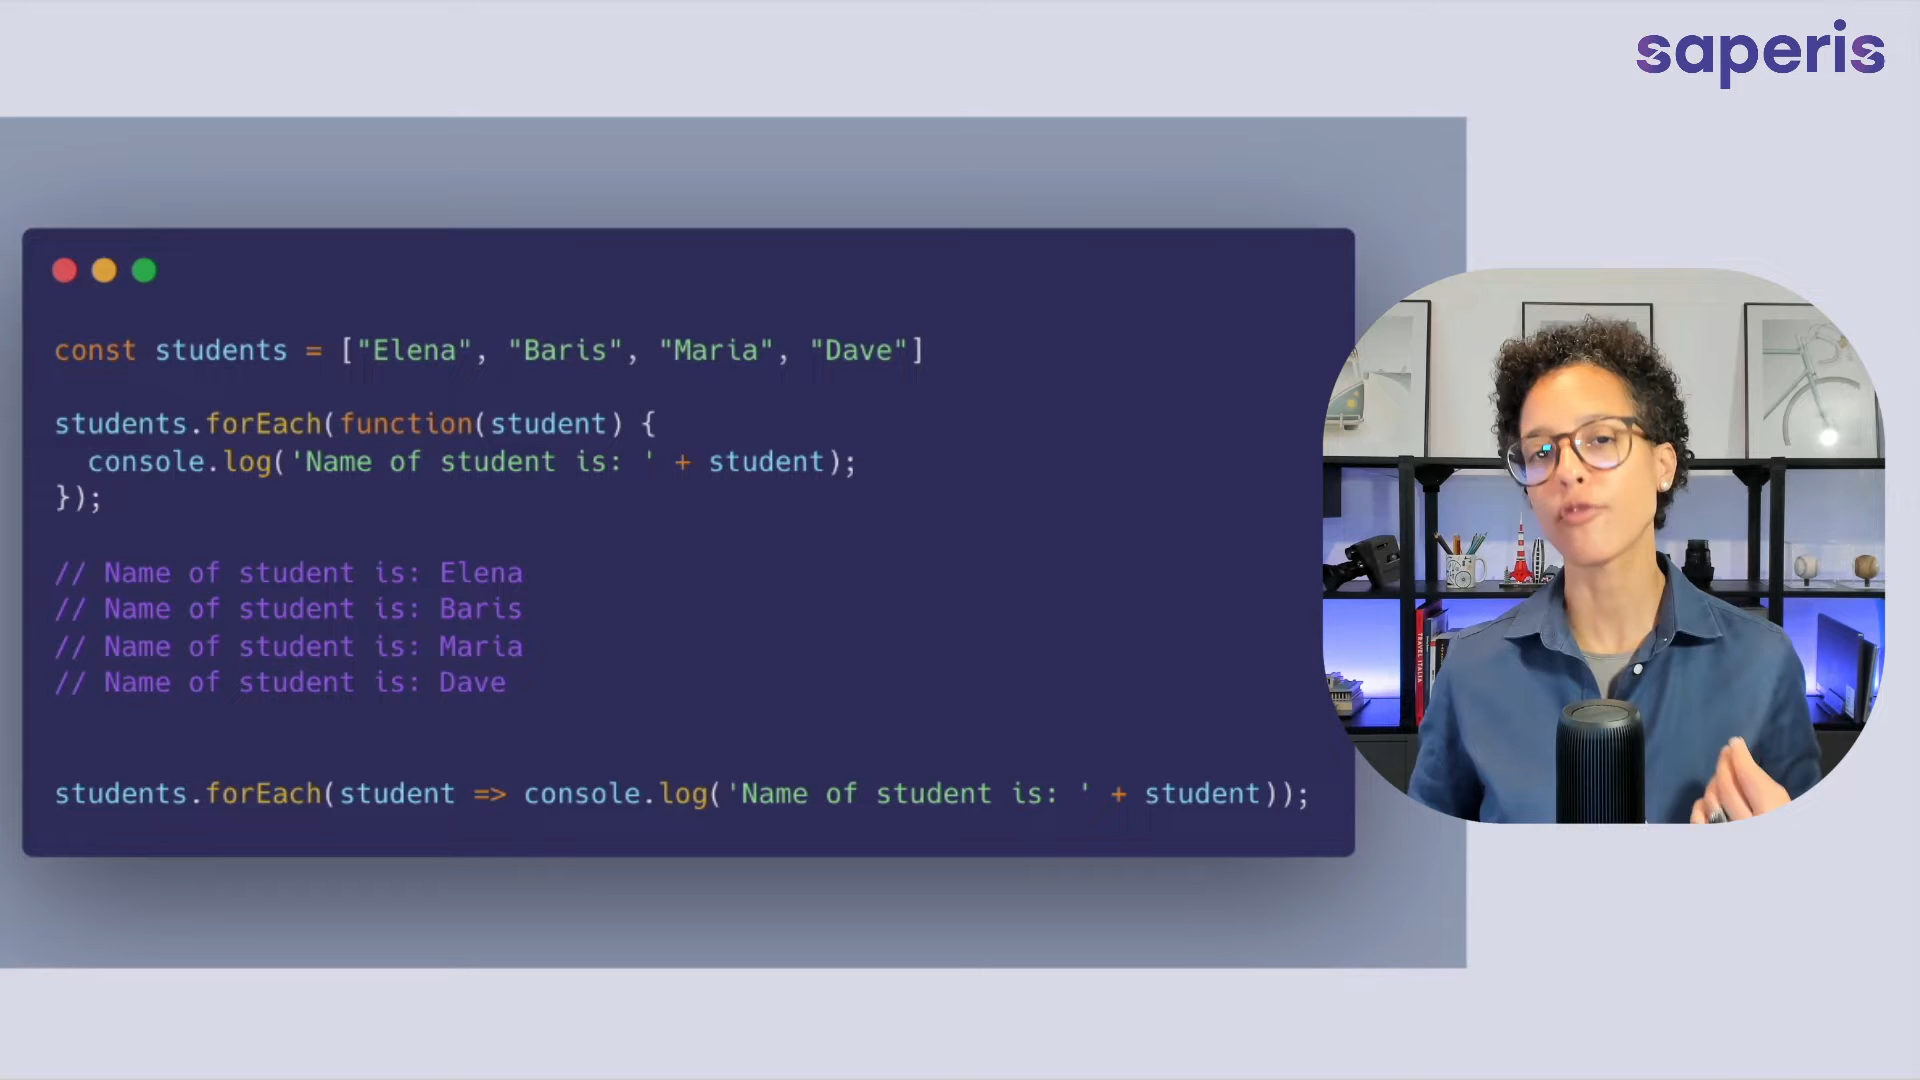 saperis
const students = ["Elena", "Baris", "Maria", "Dave"]
students.forEach(function(student) {
  console.log('Name of student is: ' + student);
});
// Name of student is: Elena
// Name of student is: Baris
// Name of student is: Maria
// Name of student is: Dave
students.forEach(student => console.log('Name of student is: ' + student));
TRAVEL ITALIA